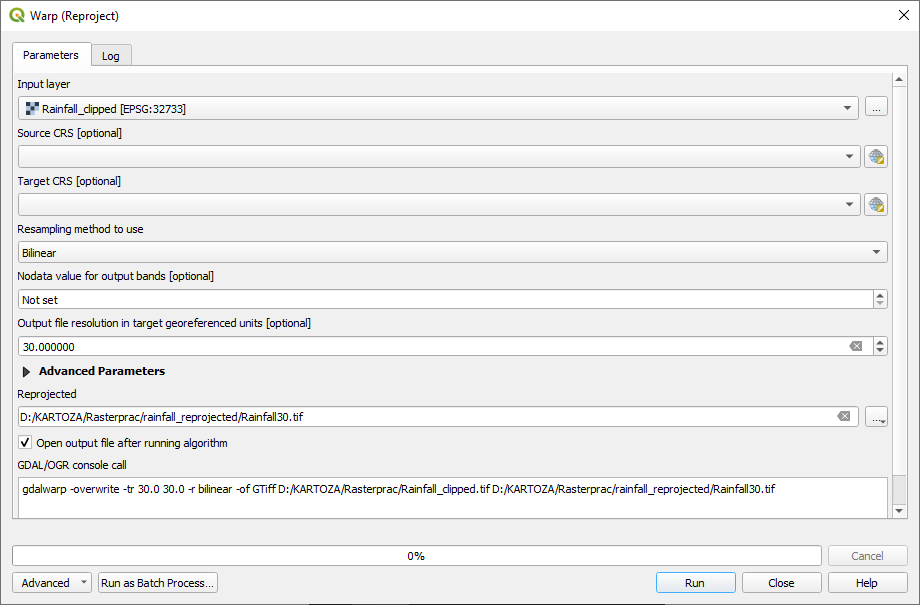 Warp (Reproject)
Parameters
Log
Input layer
Rainfall_clipped [EPSG:32733]
...
Source CRS [optional]
Target CRS [optional]
Resampling method to use
Bilinear
Nodata value for output bands [optional]
Not set
Output file resolution in target georeferenced units [optional]
30.000000
Advanced Parameters
Reprojected
D:/KARTOZA/Rasterprac/rainfall_reprojected/Rainfall30.tif
...
Open output file after running algorithm
GDAL/OGR console call
gdalwarp -overwrite -tr 30.0 30.0 -r bilinear -of GTiff D:/KARTOZA/Rasterprac/Rainfall_clipped.tif D:/KARTOZA/Rasterprac/rainfall_reprojected/Rainfall30.tif
0%
Cancel
Advanced
Run as Batch Process...
Run
Close
Help